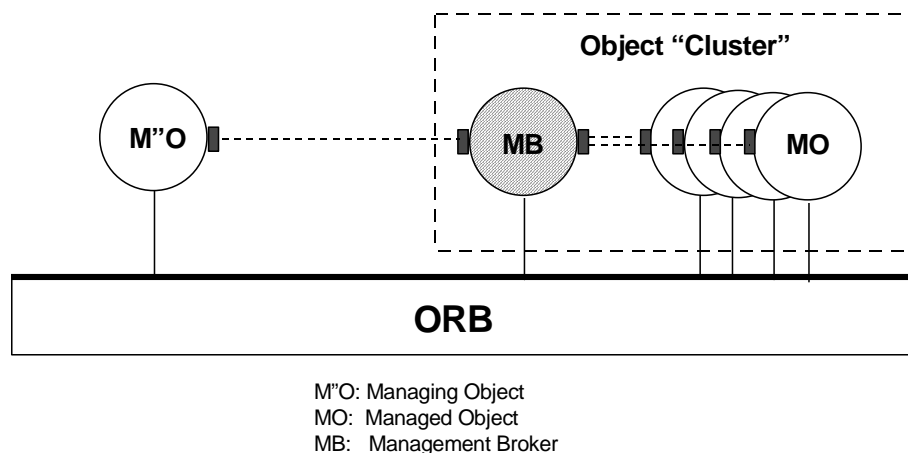 Object “Cluster”
M”O
MB
MO
ORB
M”O: Managing Object
MO: Managed Object
MB: Management Broker